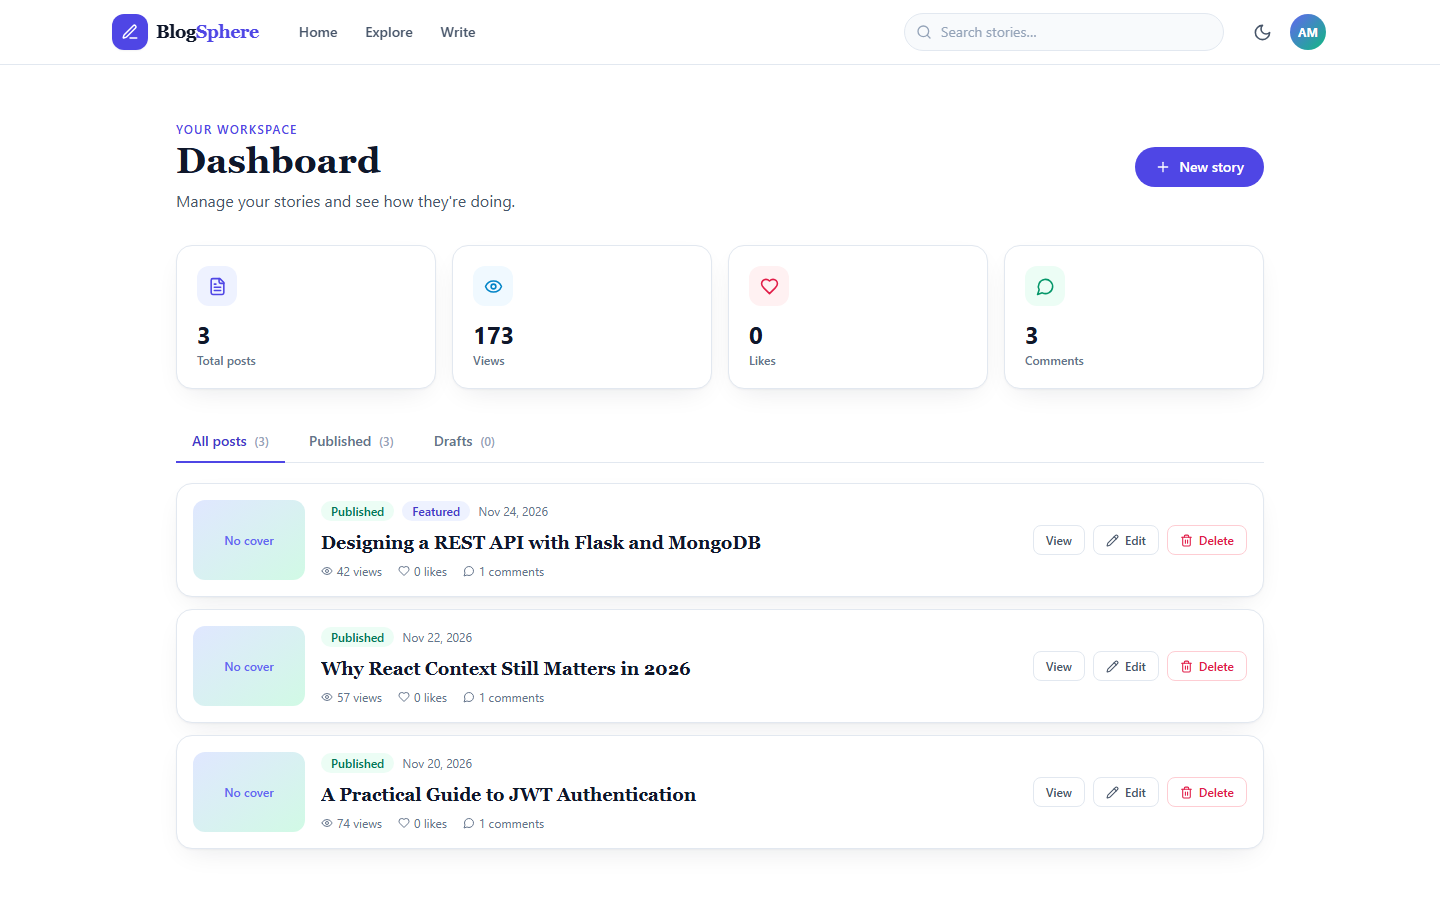 BlogSphere
Home Explore Write
Search stories...
AM
YOUR WORKSPACE
Dashboard
Manage your stories and see how they're doing.
New story
3
Total posts
173
Views
0
Likes
3
Comments
All posts (3) Published (3) Drafts (0)
No cover
Published Featured Nov 24, 2026
Designing a REST API with Flask and MongoDB
42 views 0 likes 1 comments
View Edit Delete
No cover
Published Nov 22, 2026
Why React Context Still Matters in 2026
57 views 0 likes 1 comments
View Edit Delete
No cover
Published Nov 20, 2026
A Practical Guide to JWT Authentication
74 views 0 likes 1 comments
View Edit Delete